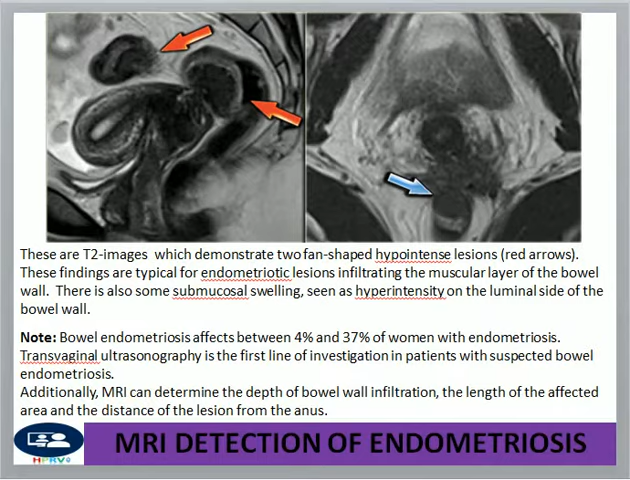 These are T2-images which demonstrate two fan-shaped hypointense lesions (red arrows).
These findings are typical for endometriotic lesions infiltrating the muscular layer of the bowel
wall. There is also some submucosal swelling, seen as hyperintensity on the luminal side of the
bowel wall.
Note: Bowel endometriosis affects between 4% and 37% of women with endometriosis.
Transvaginal ultrasonography is the first line of investigation in patients with suspected bowel
endometriosis.
Additionally, MRI can determine the depth of bowel wall infiltration, the length of the affected
area and the distance of the lesion from the anus.
MRI DETECTION OF ENDOMETRIOSIS